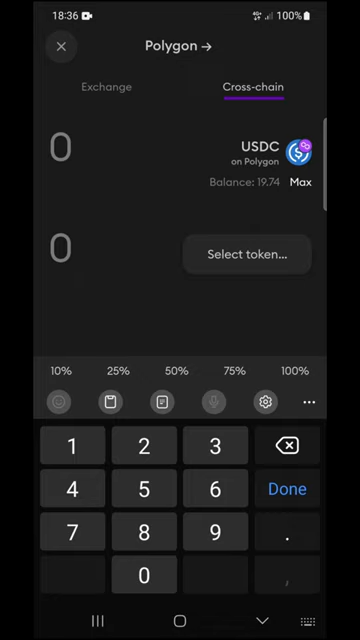 18:36 100%
Polygon →
Exchange Cross-chain
0 USDC
on Polygon
Balance: 19.74 Max
0 Select token...
10% 25% 50% 75% 100%
1 2 3
4 5 6 Done
7 8 9 .
0 ,